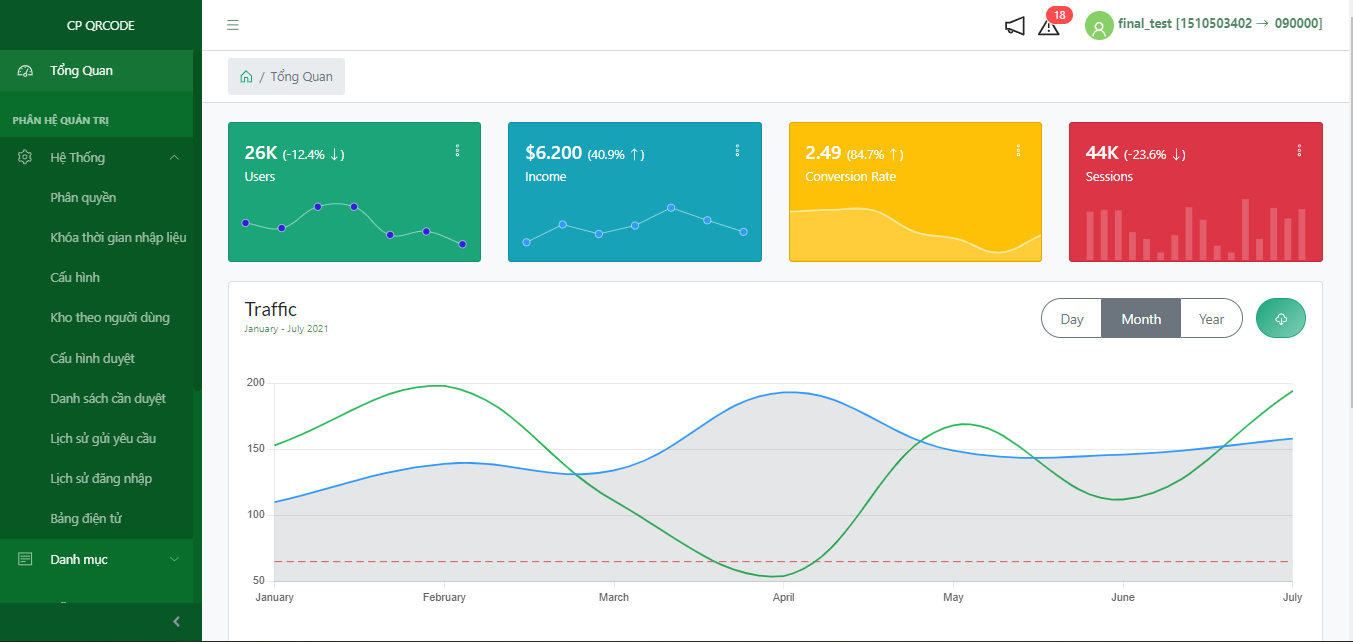 CP QRCODE
Tổng Quan
PHÂN HỆ QUẢN TRỊ
Hệ Thống
Phân quyền
Khóa thời gian nhập liệu
Cấu hình
Kho theo người dùng
Cấu hình duyệt
Danh sách cần duyệt
Lịch sử gửi yêu cầu
Lịch sử đăng nhập
Bảng điện tử
Danh mục
18
final_test [1510503402 → 090000]
/ Tổng Quan
26K (-12.4% ↓)
Users
$6.200 (40.9% ↑)
Income
2.49 (84.7% ↑)
Conversion Rate
44K (-23.6% ↓)
Sessions
Traffic
January - July 2021
Day Month Year
200
150
100
50
January February March April May June July